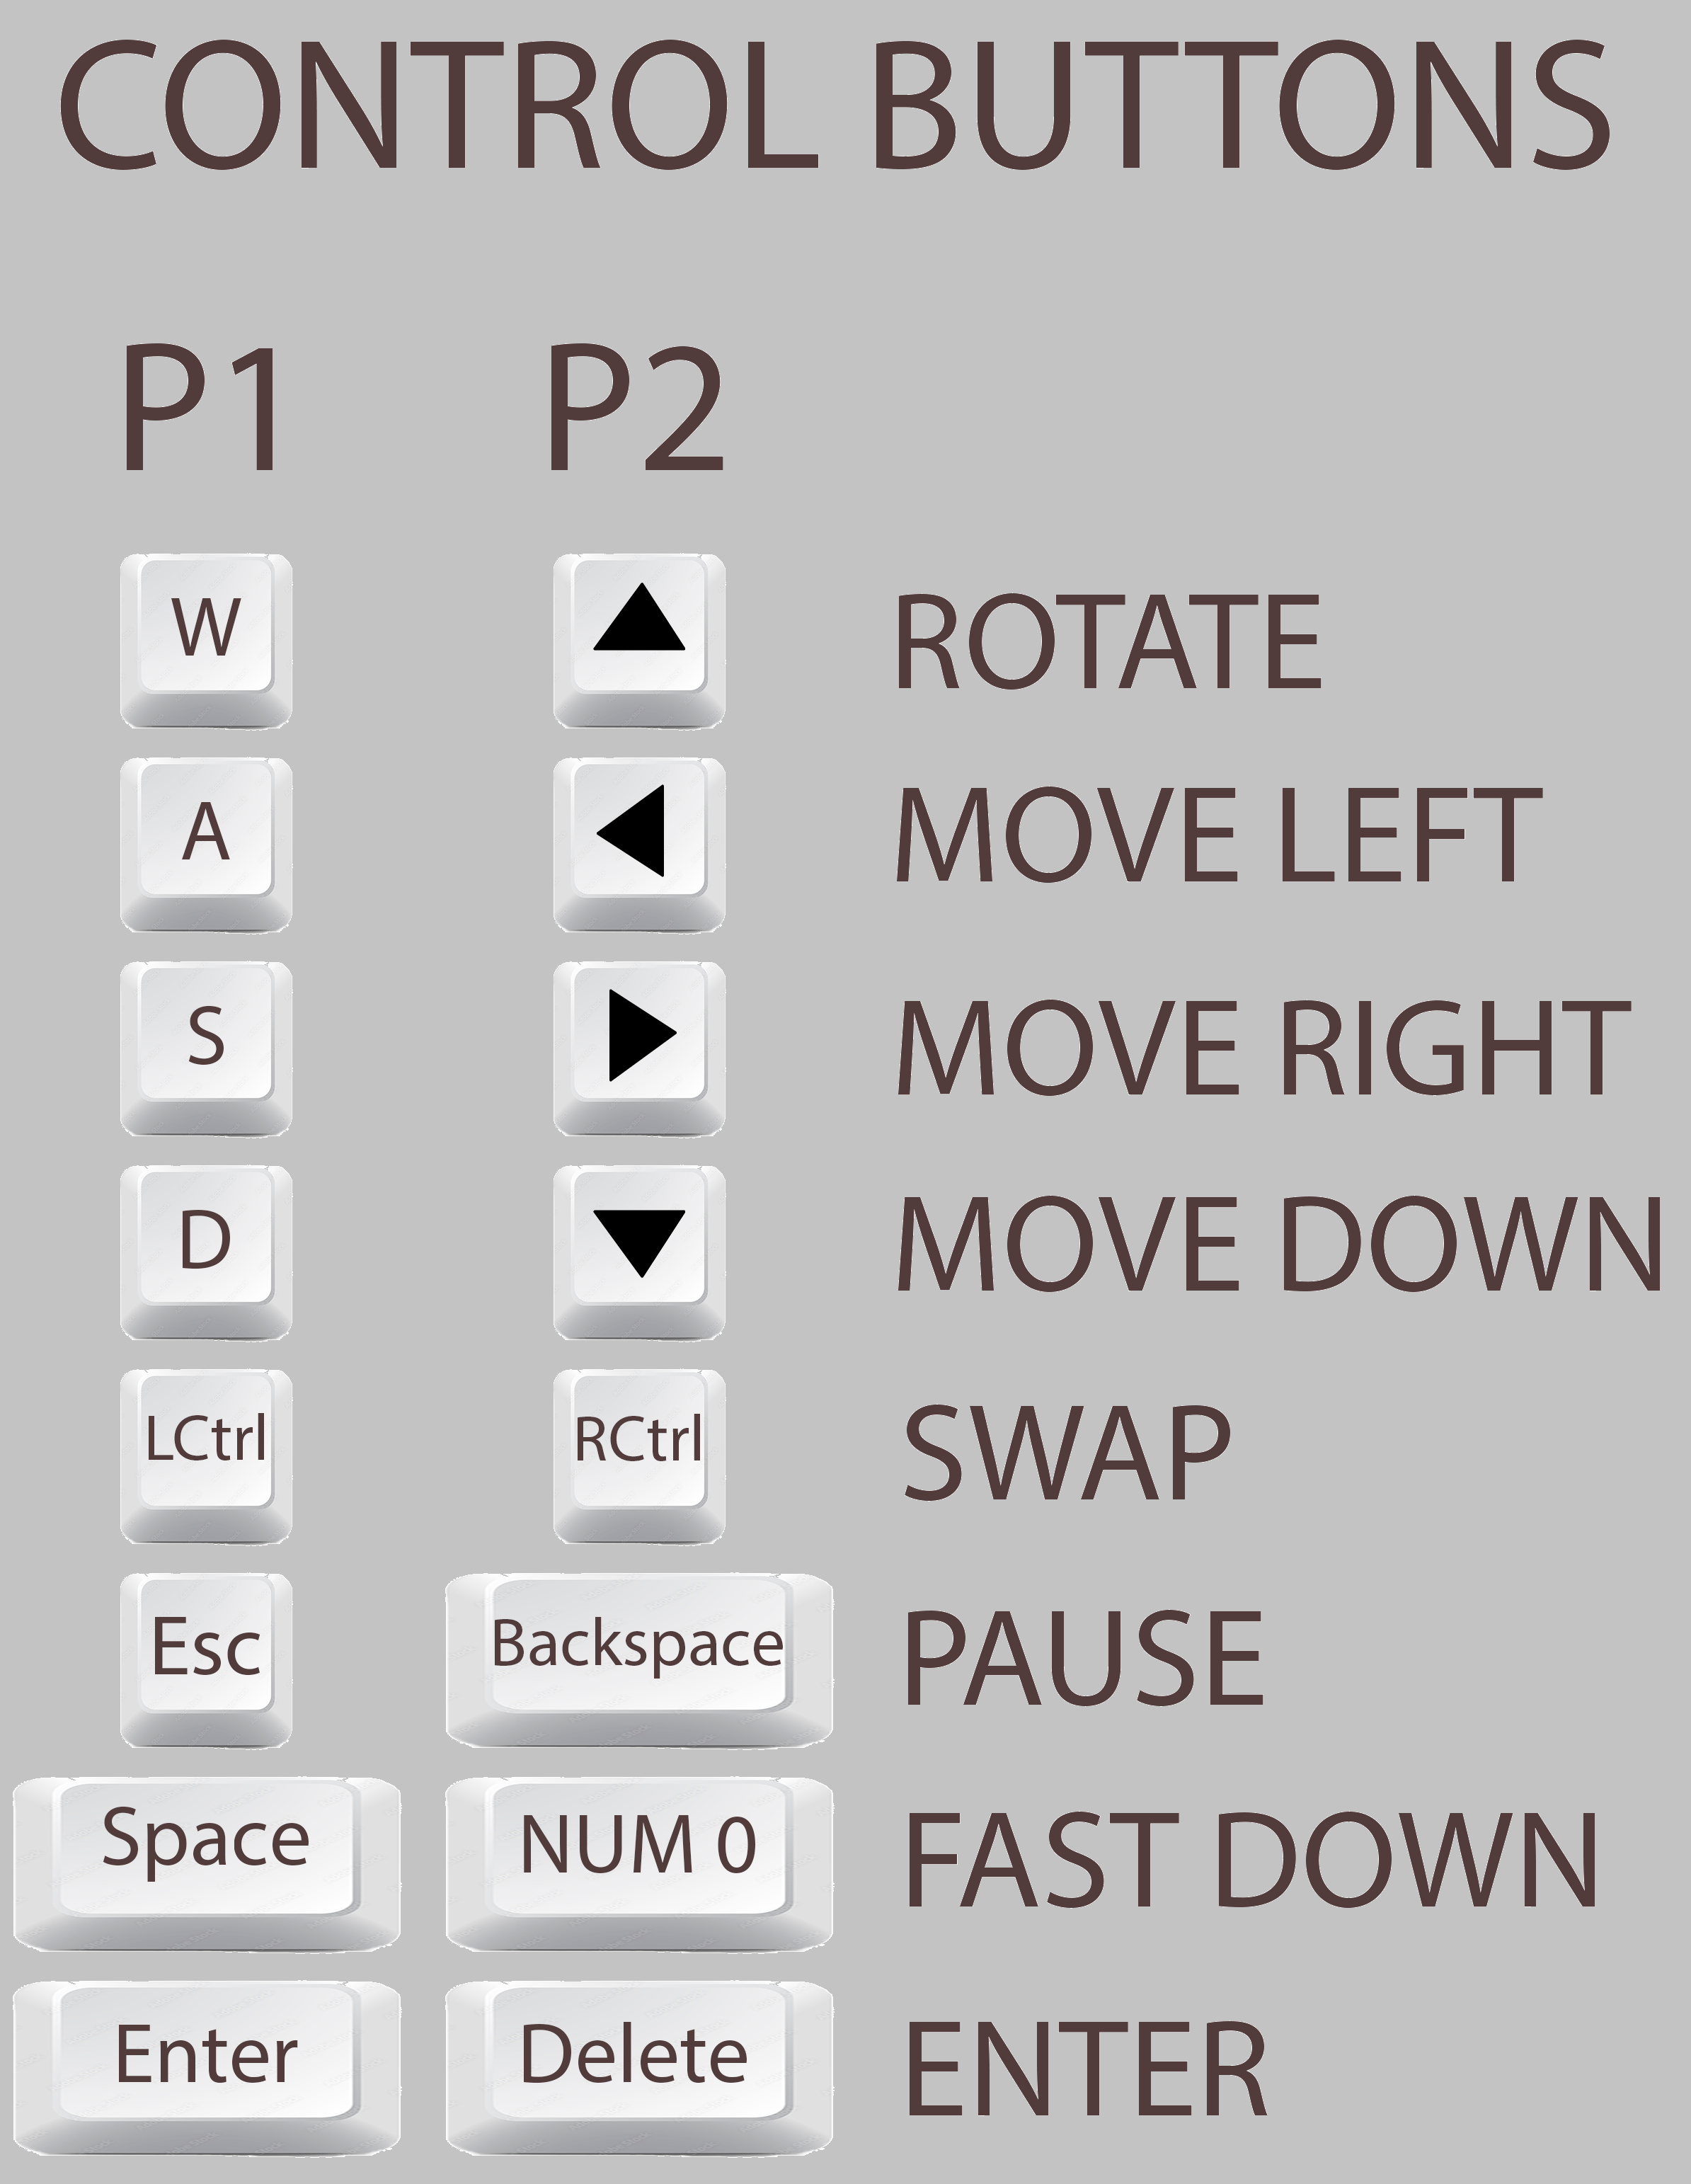 CONTROL BUTTONS
P1 P2
W ROTATE
A MOVE LEFT
S MOVE RIGHT
D MOVE DOWN
LCtrl RCtrl SWAP
Esc Backspace PAUSE
Space NUM 0 FAST DOWN
Enter Delete ENTER